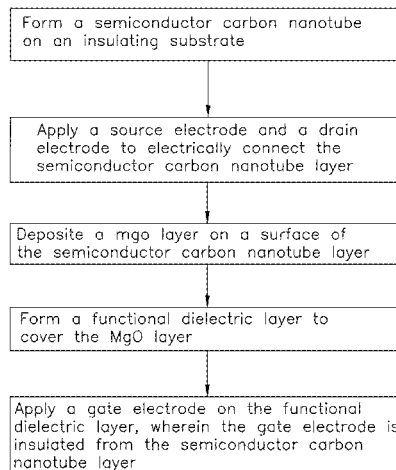 Form a semiconductor carbon nanotube
on an insulating substrate
Apply a source electrode and a drain
electrode to electrically connect the
semiconductor carbon nanotube layer
Deposite a mgo layer on a surface of
the semiconductor carbon nanotube layer
Form a functional dielectric layer to
cover the MgO layer
Apply a gate electrode on the functional
dielectric layer, wherein the gate electrode is
insulated from the semiconductor carbon
nanotube layer